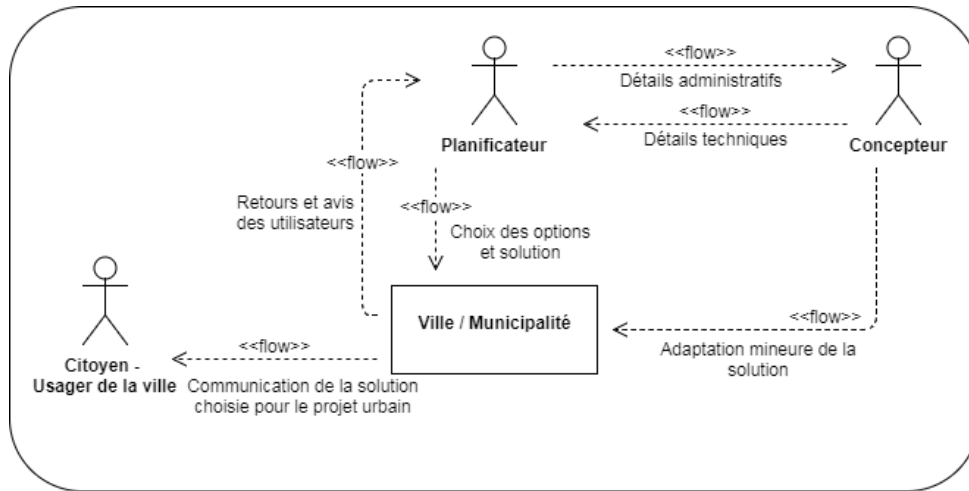 <<flow>>
Détails administratifs
<<flow>>
Détails techniques
Planificateur
Concepteur
<<flow>>
Retours et avis
des utilisateurs
<<flow>>
Choix des options
et solution
Ville / Municipalité
<<flow>>
Adaptation mineure de la
solution
<<flow>>
Communication de la solution
choisie pour le projet urbain
Citoyen -
Usager de la ville